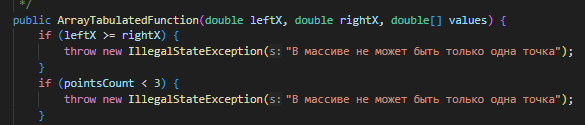 */
public ArrayTabulatedFunction(double leftX, double rightX, double[] values) {
if (leftX >= rightX) {
throw new IllegalStateException(s:"В массиве не может быть только одна точка");
}
if (pointsCount < 3) {
throw new IllegalStateException(s:"В массиве не может быть только одна точка");
}